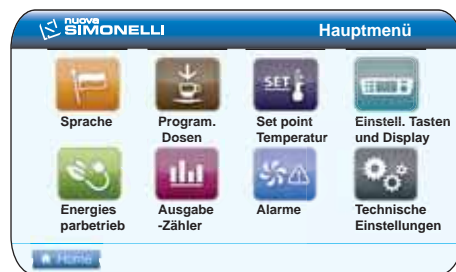 nuova
SIMONELLI
Hauptmenü
SET
Sprache
Program.
Dosen
Set point
Temperatur
Einstell. Tasten
und Display
Energies
parbetrieb
Ausgabe
-Zähler
Alarme
Technische
Einstellungen
Home